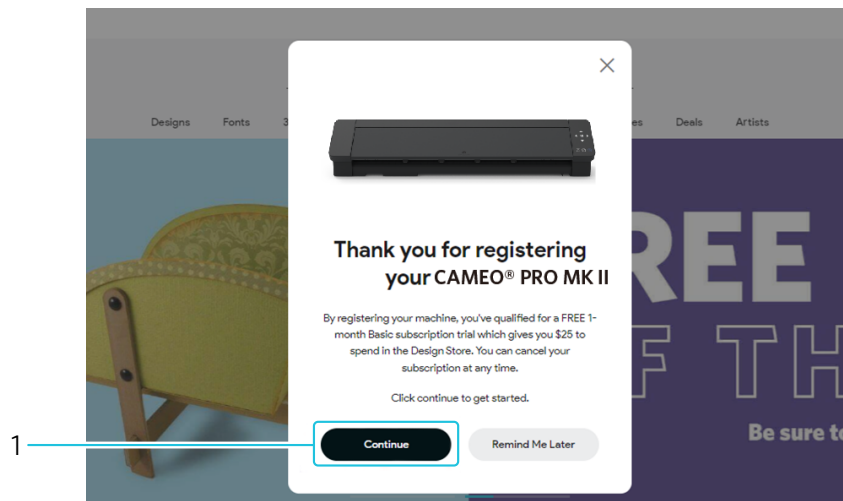 Designs Fonts Deals Artists
Thank you for registering
your CAMEO® PRO MK II
By registering your machine, you've qualified for a FREE 1-
month Basic subscription trial which gives you $25 to
spend in the Design Store. You can cancel your
subscription at any time.
Click continue to get started.
1
Continue Remind Me Later
REE
F TH
Be sure to